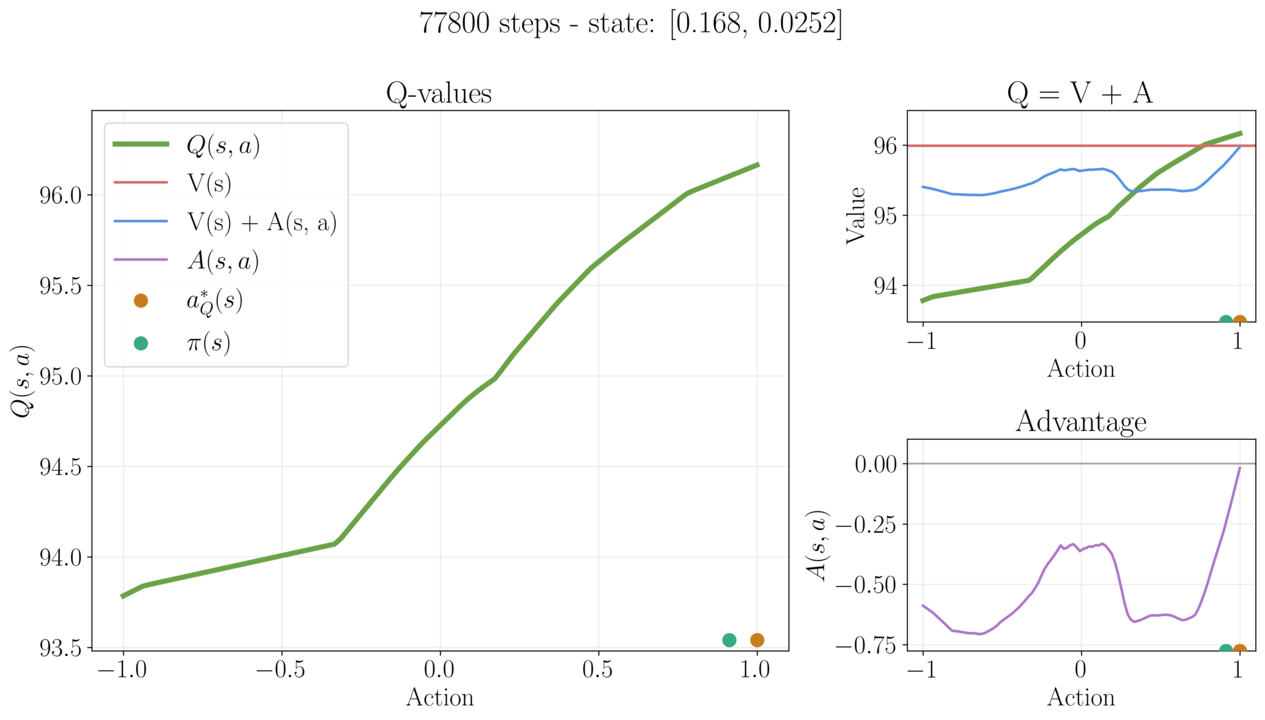 77800 steps - state: [0.168, 0.0252]
Q-values
Q(s, a)
V(s)
V(s) + A(s, a)
A(s, a)
a*_Q(s)
π(s)
Q(s, a)
96.0
95.5
95.0
94.5
94.0
93.5
−1.0 −0.5 0.0 0.5 1.0
Action
Q = V + A
Value
96
95
94
−1 0 1
Action
Advantage
A(s, a)
0.00
−0.25
−0.50
−0.75
−1 0 1
Action